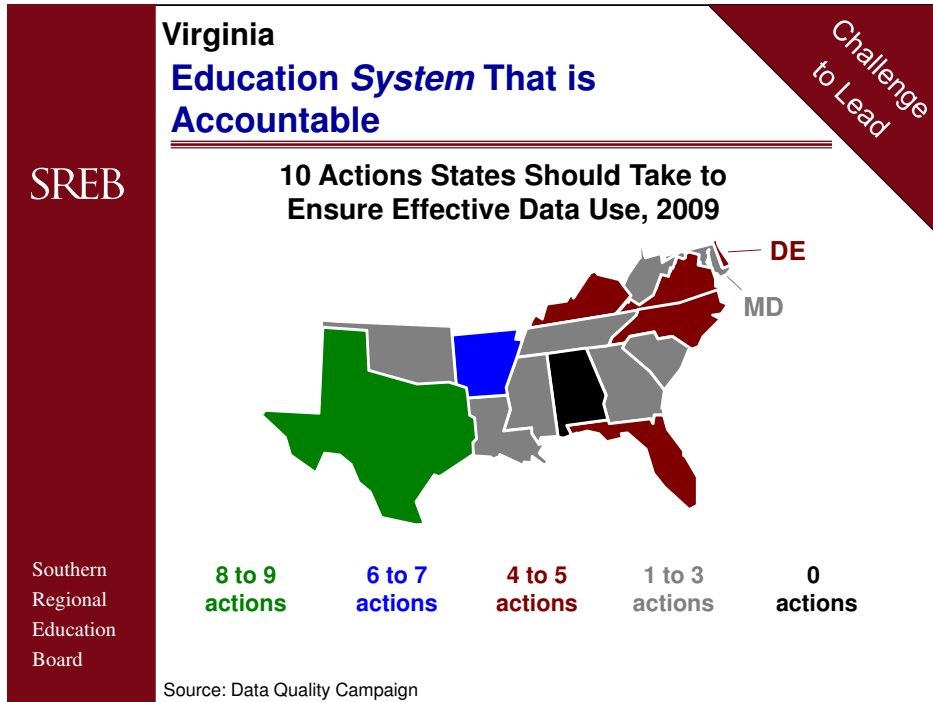 Virginia
Education System That is
Accountable
Challenge
to Lead
SREB
10 Actions States Should Take to
Ensure Effective Data Use, 2009
DE
MD
8 to 9
actions
6 to 7
actions
4 to 5
actions
1 to 3
actions
0
actions
Southern
Regional
Education
Board
Source: Data Quality Campaign